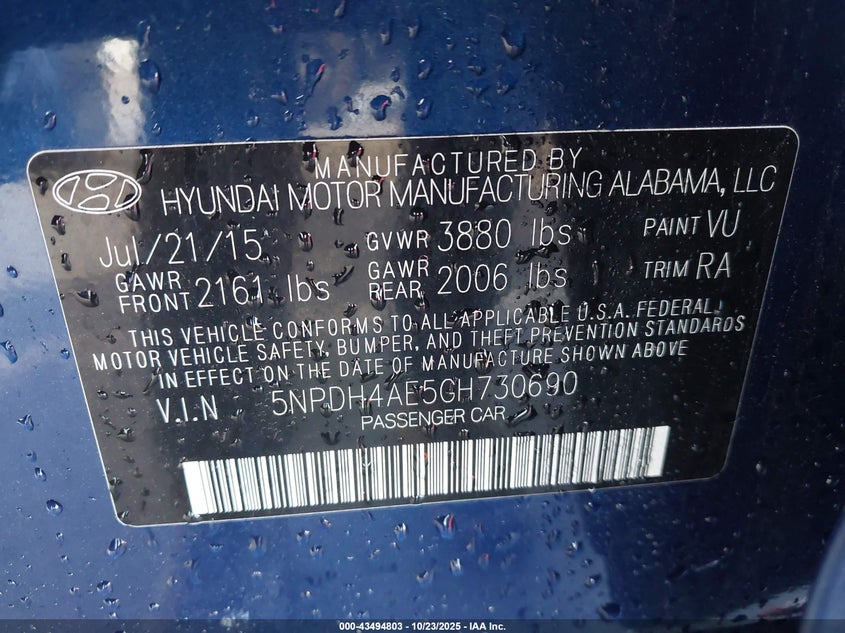 MANUFACTURED BY
HYUNDAI MOTOR MANUFACTURING ALABAMA, LLC
Jul/21/15 GVWR 3880 lbs PAINT VU
GAWR FRONT 2161 lbs GAWR REAR 2006 lbs TRIM RA
THIS VEHICLE CONFORMS TO ALL APPLICABLE U.S.A. FEDERAL
MOTOR VEHICLE SAFETY, BUMPER, AND THEFT PREVENTION STANDARDS
IN EFFECT ON THE DATE OF MANUFACTURE SHOWN ABOVE
V.I.N 5NPDH4AE5GH730690
PASSENGER CAR
000-43494803 - 10/23/2025 - IAA Inc.